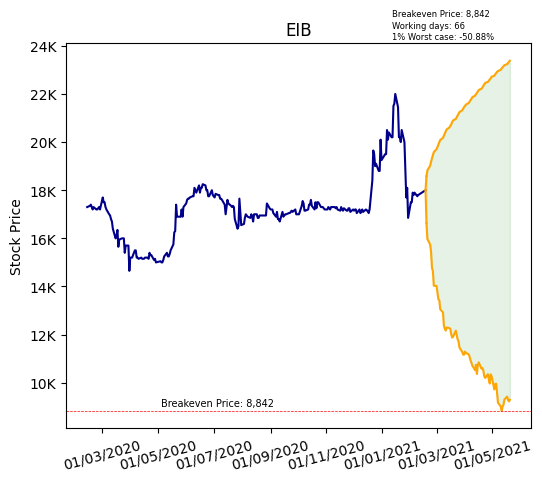 Breakeven Price: 8,842
Working days: 66
1% Worst case: -50.88%
EIB
Stock Price
24K
22K
20K
18K
16K
14K
12K
10K
Breakeven Price: 8,842
01/03/2020
01/05/2020
01/07/2020
01/09/2020
01/11/2020
01/01/2021
01/03/2021
01/05/2021